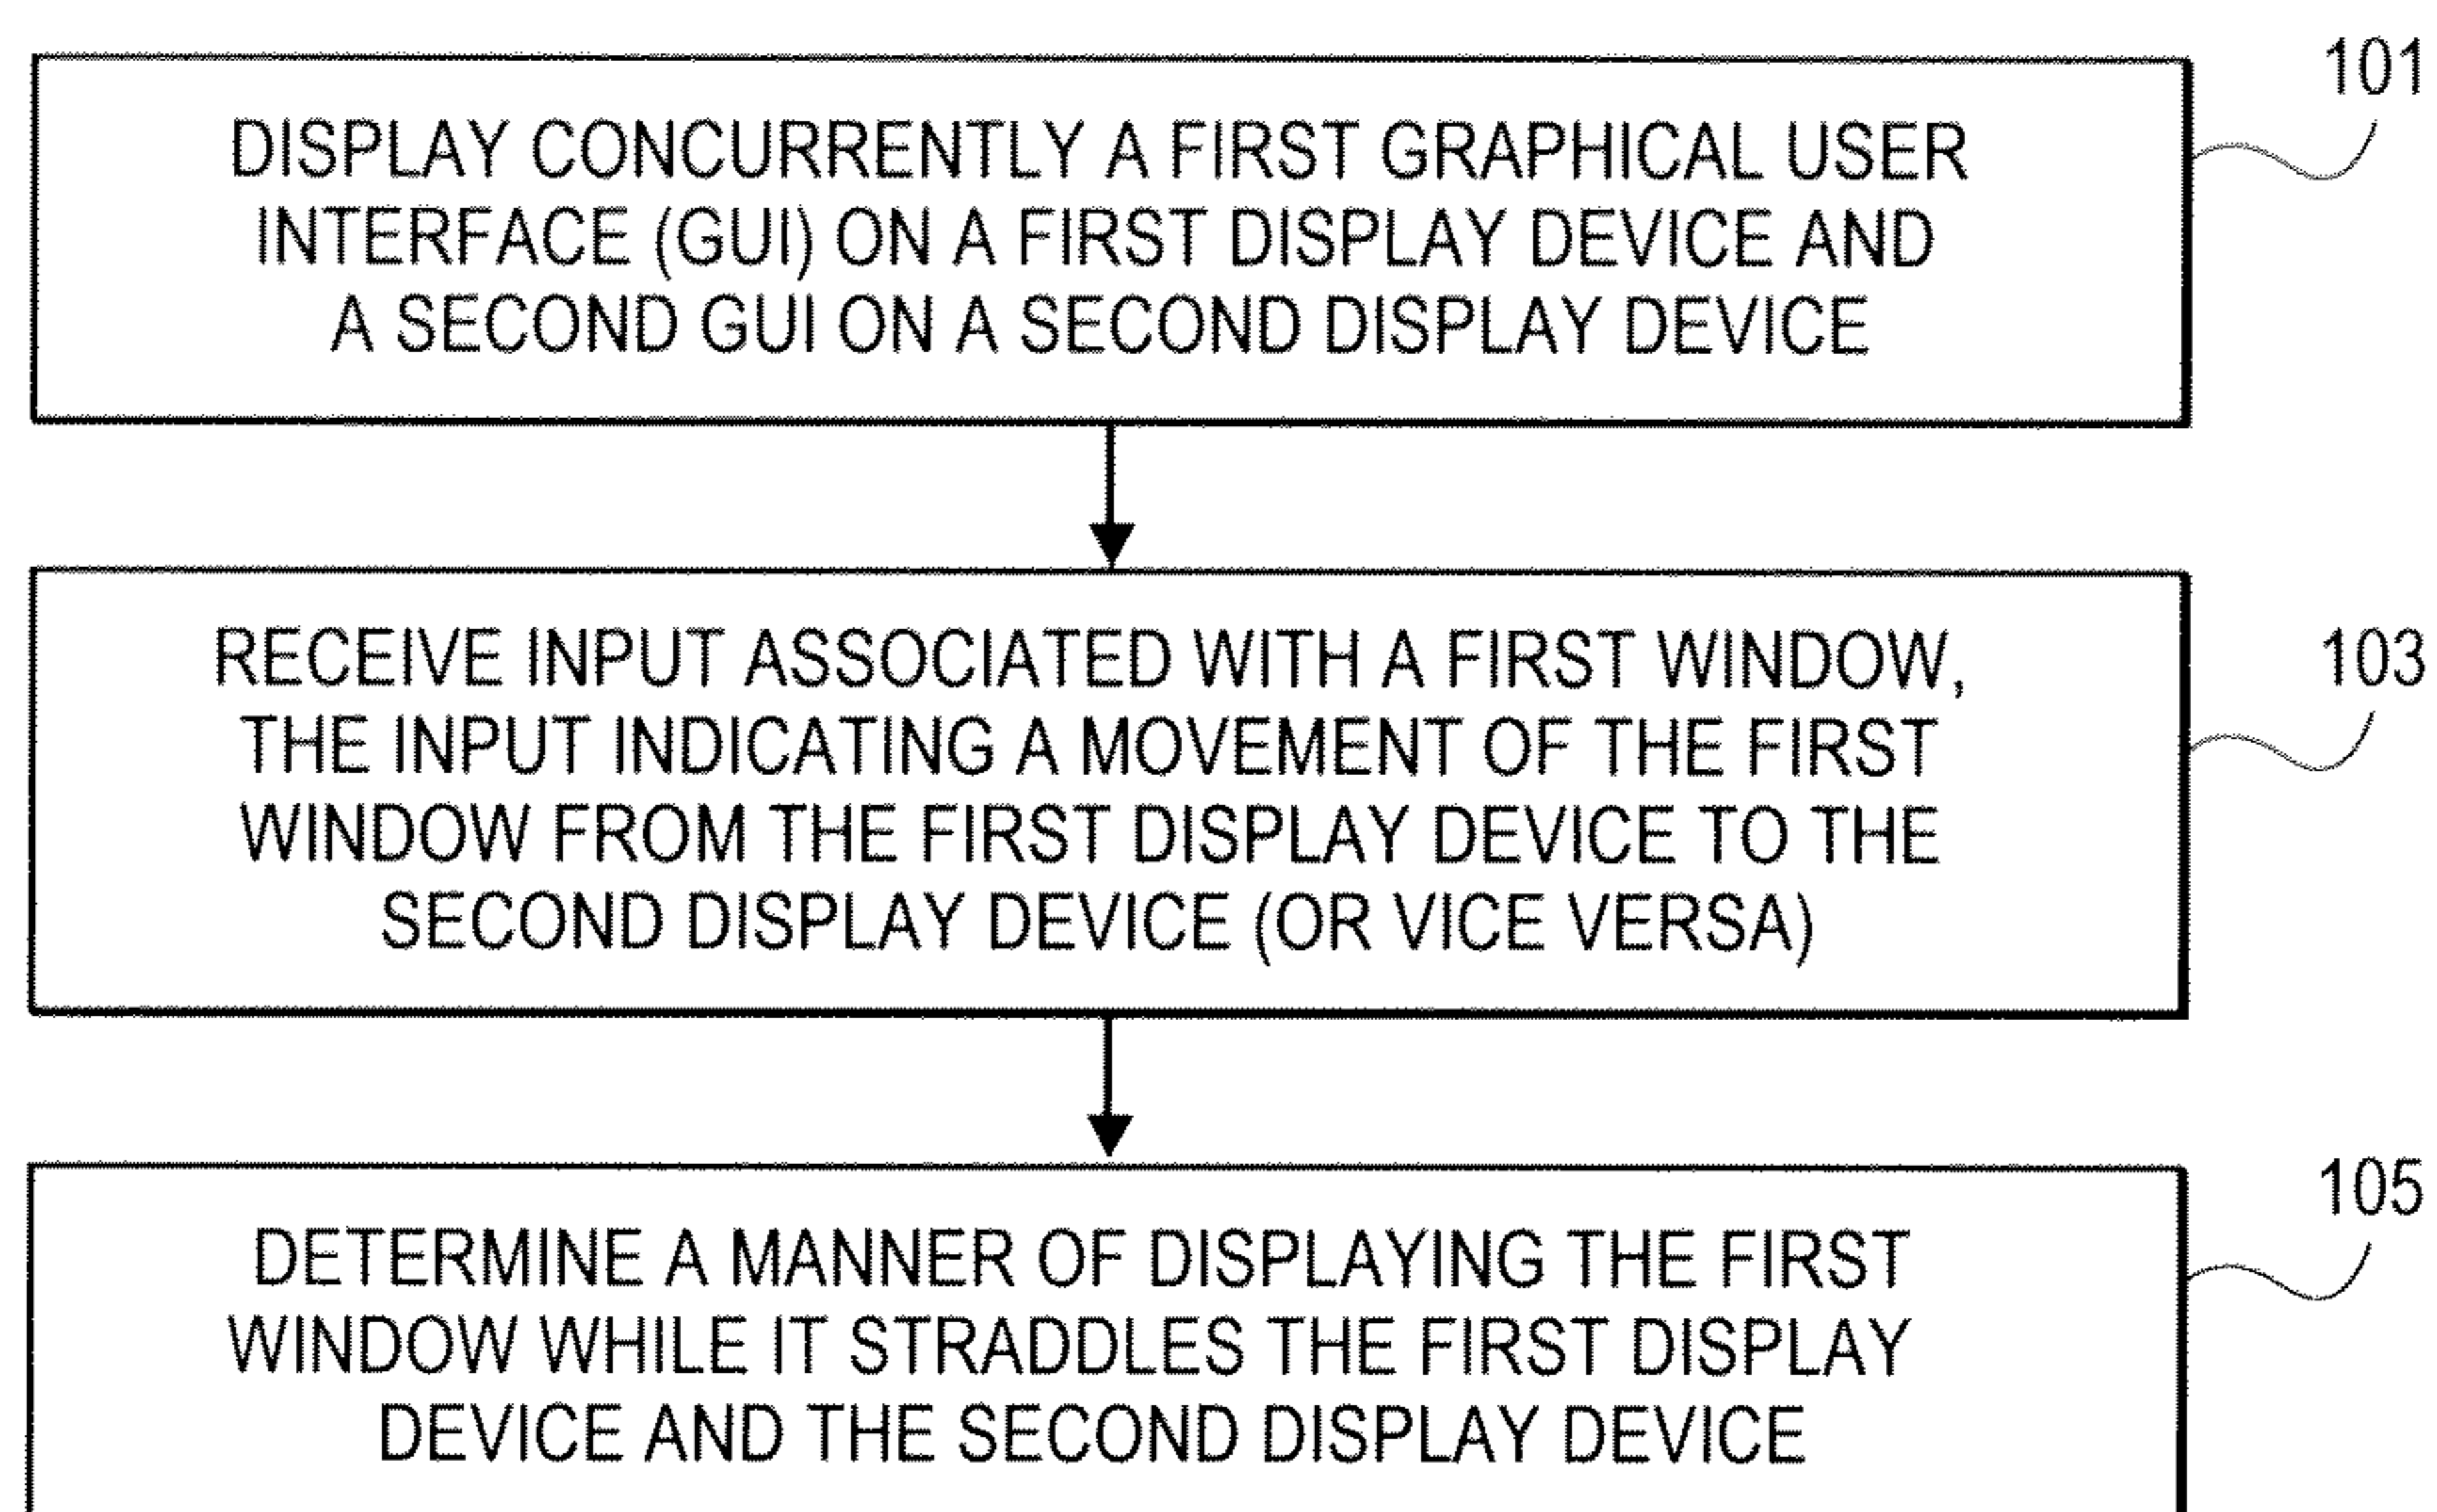 101
DISPLAY CONCURRENTLY A FIRST GRAPHICAL USER
INTERFACE (GUI) ON A FIRST DISPLAY DEVICE AND
A SECOND GUI ON A SECOND DISPLAY DEVICE
103
RECEIVE INPUT ASSOCIATED WITH A FIRST WINDOW,
THE INPUT INDICATING A MOVEMENT OF THE FIRST
WINDOW FROM THE FIRST DISPLAY DEVICE TO THE
SECOND DISPLAY DEVICE (OR VICE VERSA)
105
DETERMINE A MANNER OF DISPLAYING THE FIRST
WINDOW WHILE IT STRADDLES THE FIRST DISPLAY
DEVICE AND THE SECOND DISPLAY DEVICE